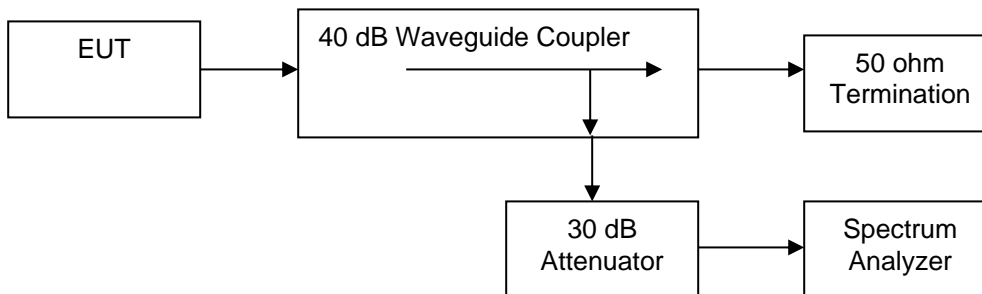 EUT
40 dB Waveguide Coupler
50 ohm
Termination
30 dB
Attenuator
Spectrum
Analyzer